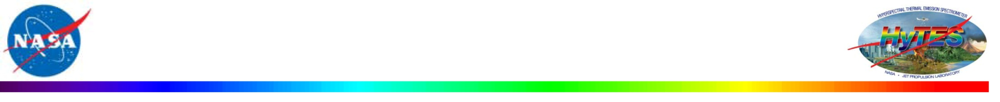 NASA
HYPERSPECTRAL THERMAL EMISSION SPECTROMETER
HyTES
NASA • JET PROPULSION LABORATORY